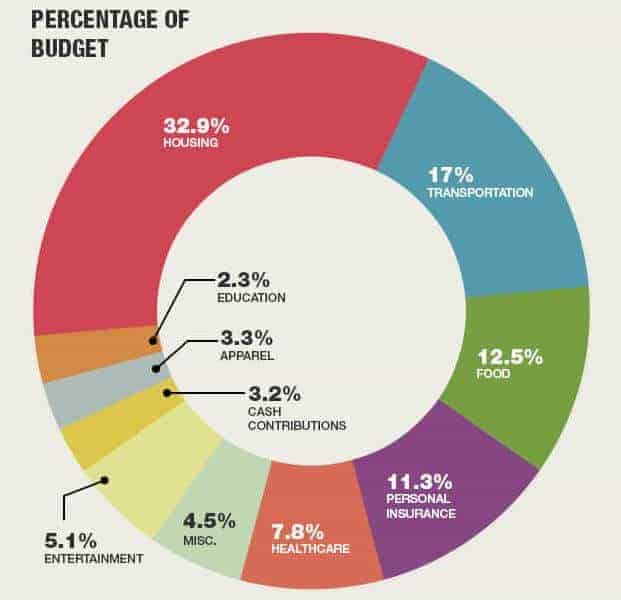 PERCENTAGE OF
BUDGET
32.9%
HOUSING
17%
TRANSPORTATION
2.3%
EDUCATION
3.3%
APPAREL
12.5%
FOOD
3.2%
CASH
CONTRIBUTIONS
11.3%
PERSONAL
INSURANCE
4.5%
MISC.
7.8%
HEALTHCARE
5.1%
ENTERTAINMENT